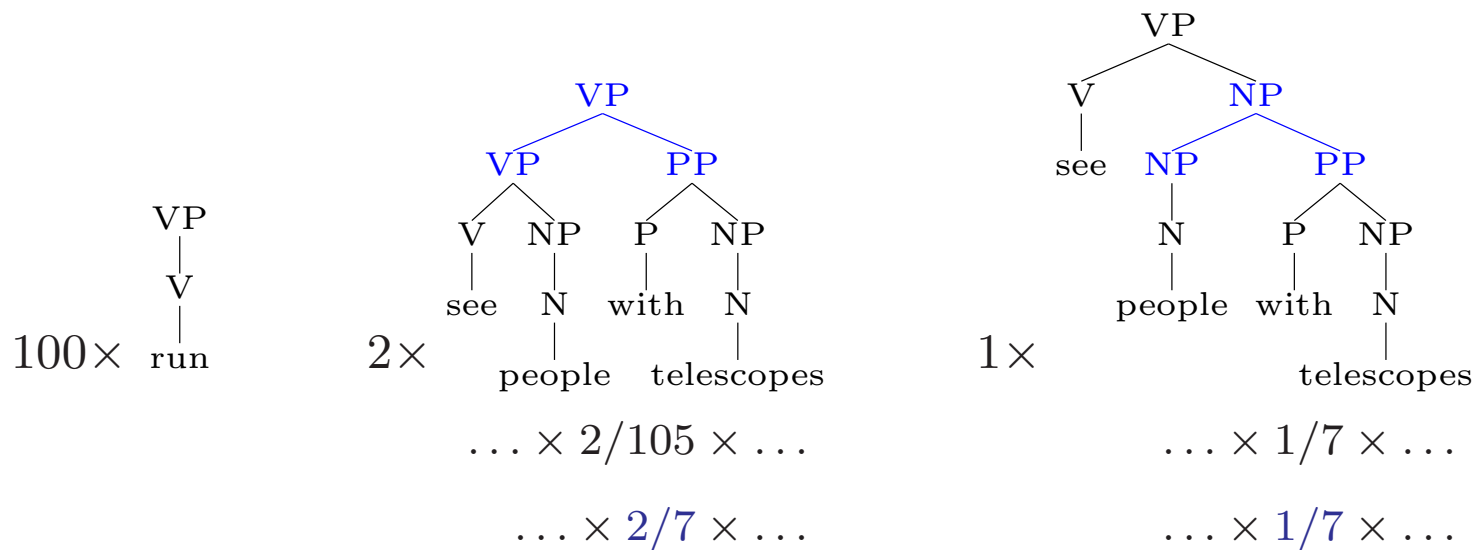 100× VP V run
2× VP VP PP V NP P NP see N with N people telescopes
1× VP V NP see NP PP N P NP people with N telescopes
… × 2/105 × …
… × 1/7 × …
… × 2/7 × …
… × 1/7 × …